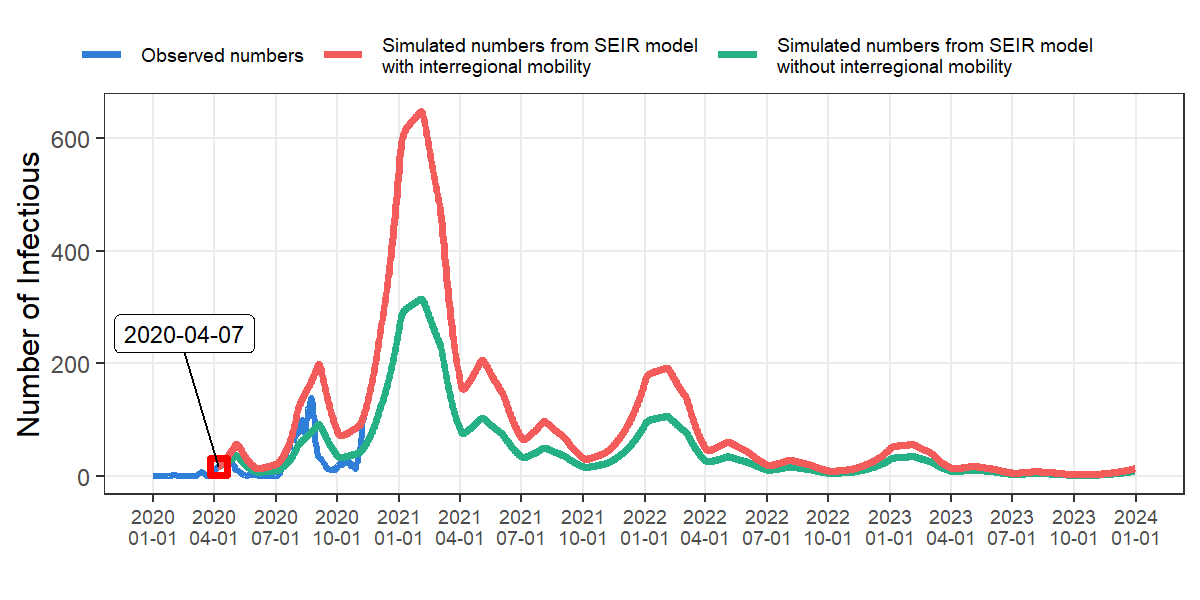 Observed numbers
Simulated numbers from SEIR model
with interregional mobility
Simulated numbers from SEIR model
without interregional mobility
Number of Infectious
600
400
200
0
2020-04-07
2020 2020 2020 2020 2021 2021 2021 2021 2022 2022 2022 2022 2023 2023 2023 2023 2024
01-01 04-01 07-01 10-01 01-01 04-01 07-01 10-01 01-01 04-01 07-01 10-01 01-01 04-01 07-01 10-01 01-01